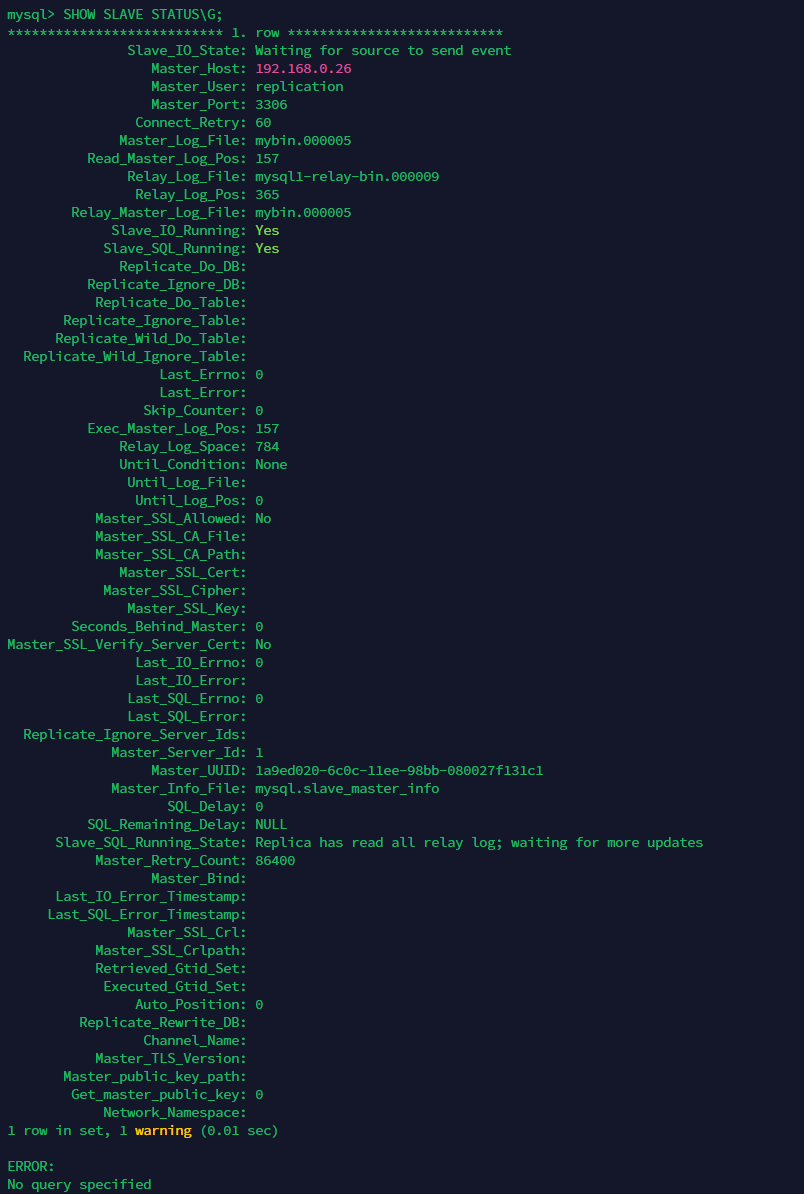 mysql> SHOW SLAVE STATUS\G;
*************************** 1. row ***************************
Slave_IO_State: Waiting for source to send event
Master_Host: 192.168.0.26
Master_User: replication
Master_Port: 3306
Connect_Retry: 60
Master_Log_File: mybin.000005
Read_Master_Log_Pos: 157
Relay_Log_File: mysql1-relay-bin.000009
Relay_Log_Pos: 365
Relay_Master_Log_File: mybin.000005
Slave_IO_Running: Yes
Slave_SQL_Running: Yes
Replicate_Do_DB:
Replicate_Ignore_DB:
Replicate_Do_Table:
Replicate_Ignore_Table:
Replicate_Wild_Do_Table:
Replicate_Wild_Ignore_Table:
Last_Errno: 0
Last_Error:
Skip_Counter: 0
Exec_Master_Log_Pos: 157
Relay_Log_Space: 784
Until_Condition: None
Until_Log_File:
Until_Log_Pos: 0
Master_SSL_Allowed: No
Master_SSL_CA_File:
Master_SSL_CA_Path:
Master_SSL_Cert:
Master_SSL_Cipher:
Master_SSL_Key:
Seconds_Behind_Master: 0
Master_SSL_Verify_Server_Cert: No
Last_IO_Errno: 0
Last_IO_Error:
Last_SQL_Errno: 0
Last_SQL_Error:
Replicate_Ignore_Server_Ids:
Master_Server_Id: 1
Master_UUID: 1a9ed020-6c0c-11ee-98bb-080027f131c1
Master_Info_File: mysql.slave_master_info
SQL_Delay: 0
SQL_Remaining_Delay: NULL
Slave_SQL_Running_State: Replica has read all relay log; waiting for more updates
Master_Retry_Count: 86400
Master_Bind:
Last_IO_Error_Timestamp:
Last_SQL_Error_Timestamp:
Master_SSL_Crl:
Master_SSL_Crlpath:
Retrieved_Gtid_Set:
Executed_Gtid_Set:
Auto_Position: 0
Replicate_Rewrite_DB:
Channel_Name:
Master_TLS_Version:
Master_public_key_path:
Get_master_public_key: 0
Network_Namespace:
1 row in set, 1 warning (0.01 sec)
ERROR:
No query specified